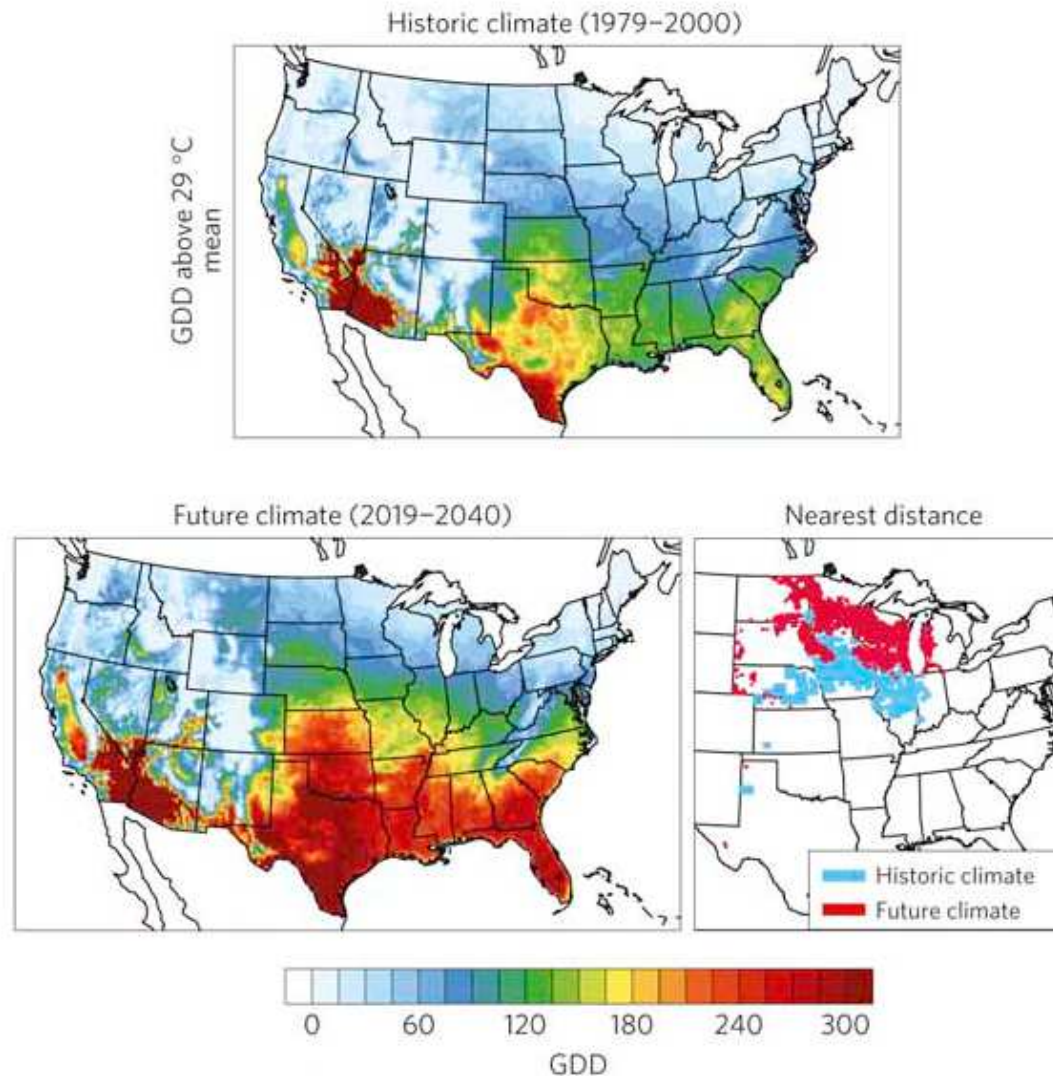 Historic climate (1979–2000)
GDD above 29 °C
mean
Future climate (2019–2040)
Nearest distance
Historic climate
Future climate
0 60 120 180 240 300
GDD